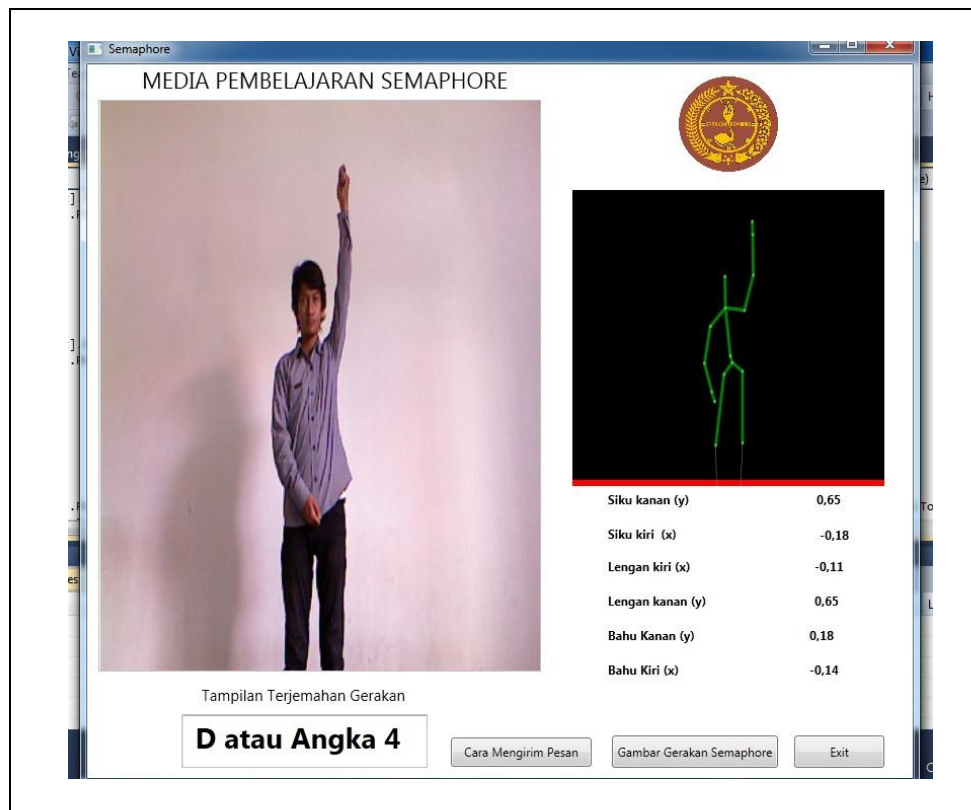 Semaphore
MEDIA PEMBELAJARAN SEMAPHORE
Siku kanan (y) 0,65
Siku kiri (x) -0,18
Lengan kiri (x) -0,11
Lengan kanan (y) 0,65
Bahu Kanan (y) 0,18
Bahu Kiri (x) -0,14
Tampilan Terjemahan Gerakan
D atau Angka 4
Cara Mengirim Pesan
Gambar Gerakan Semaphore
Exit